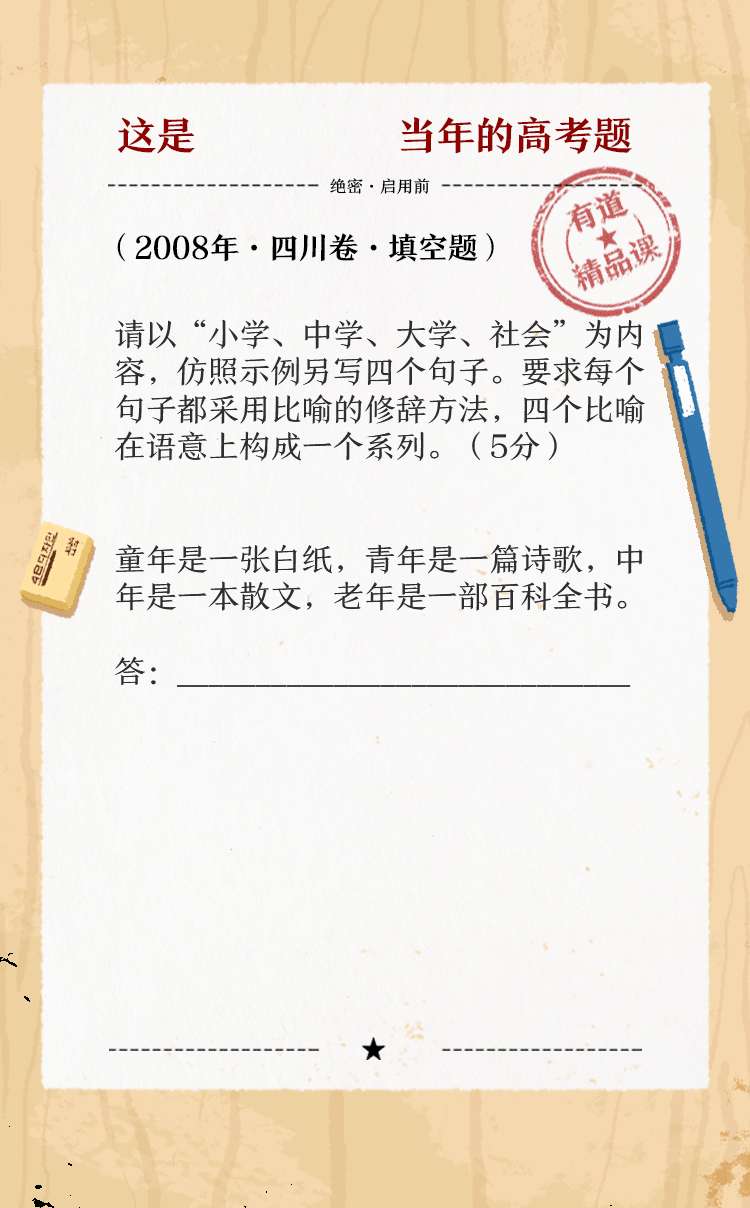 这是 当年的高考题
绝密·启用前
有道
精品课
（2008年·四川卷·填空题）
请以“小学、中学、大学、社会”为内
容，仿照示例另写四个句子。要求每个
句子都采用比喻的修辞方法，四个比喻
在语意上构成一个系列。（5分）
童年是一张白纸，青年是一篇诗歌，中
年是一本散文，老年是一部百科全书。
答：____________________________